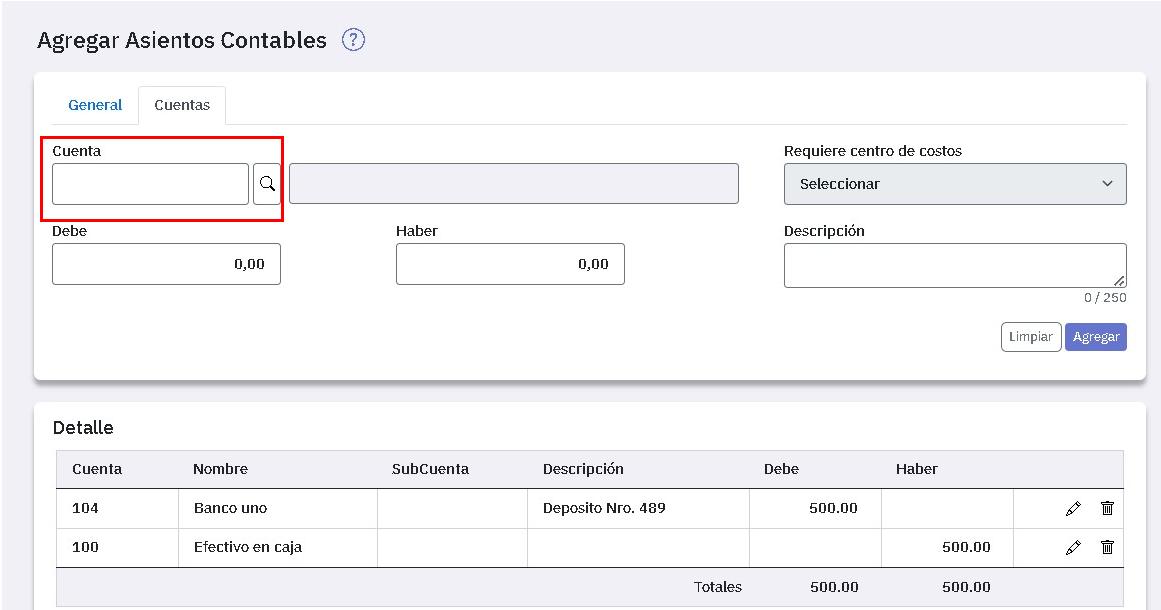 Agregar Asientos Contables ?
General Cuentas
Cuenta Requiere centro de costos
Seleccionar
Debe Haber Descripción
0,00 0,00
0 / 250
Limpiar Agregar
Detalle
Cuenta Nombre SubCuenta Descripción Debe Haber
104 Banco uno Deposito Nro. 489 500.00
100 Efectivo en caja 500.00
Totales 500.00 500.00